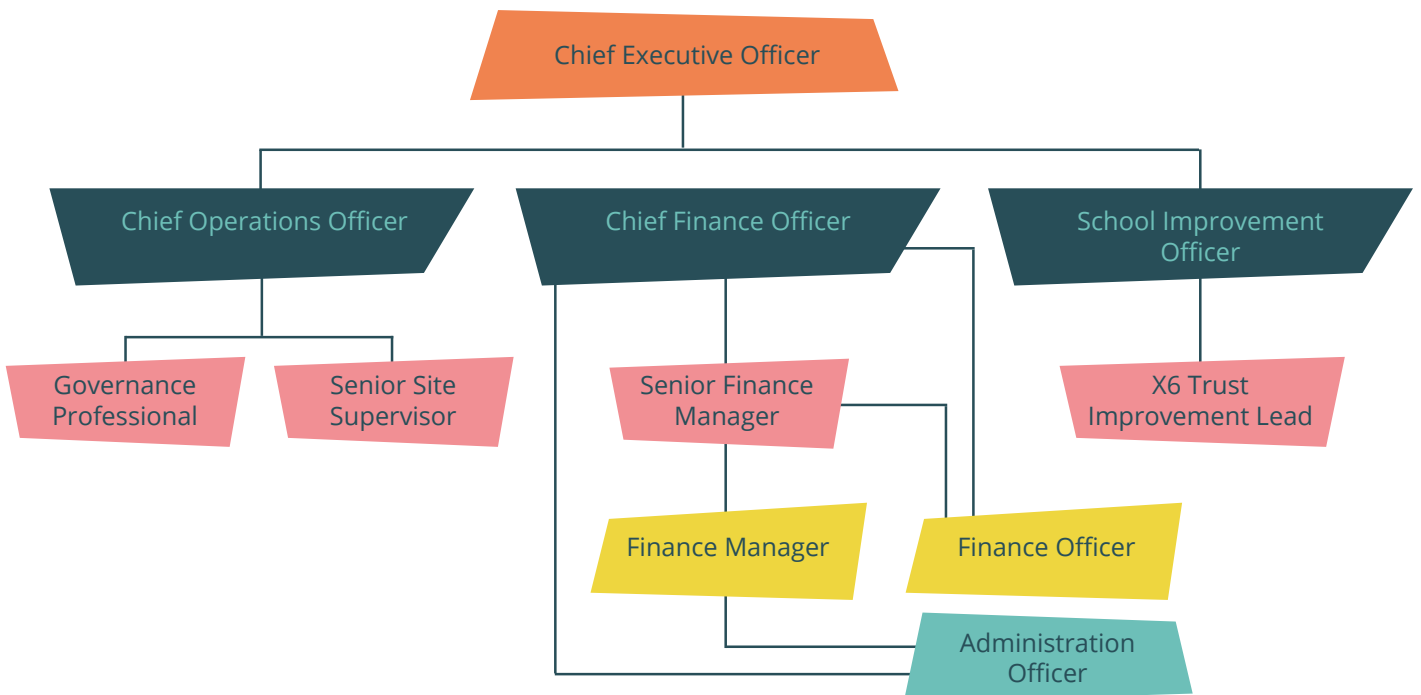 Chief Executive Officer
Chief Operations Officer
Chief Finance Officer
School Improvement
Officer
Governance
Professional
Senior Site
Supervisor
Senior Finance
Manager
X6 Trust
Improvement Lead
Finance Manager
Finance Officer
Administration
Officer